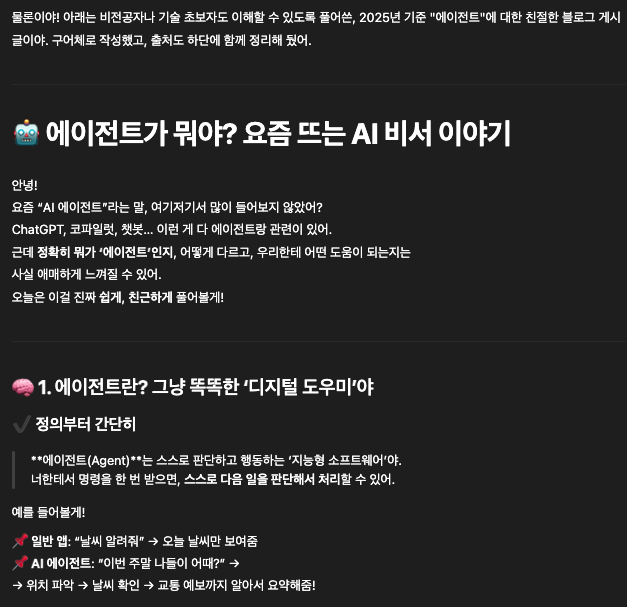 물론이야! 아래는 비전공자나 기술 초보자도 이해할 수 있도록 풀어쓴, 2025년 기준 "에이전트"에 대한 친절한 블로그 게시
글이야. 구어체로 작성했고, 출처도 하단에 함께 정리해 뒀어.
🤖 에이전트가 뭐야? 요즘 뜨는 AI 비서 이야기
안녕!
요즘 “AI 에이전트”라는 말, 여기저기서 많이 들어보지 않았어?
ChatGPT, 코파일럿, 챗봇… 이런 게 다 에이전트랑 관련이 있어.
근데 정확히 뭐가 ‘에이전트’인지, 어떻게 다르고, 우리한테 어떤 도움이 되는지는
사실 애매하게 느껴질 수 있어.
오늘은 이걸 진짜 쉽게, 친근하게 풀어볼게!
🧠 1. 에이전트란? 그냥 똑똑한 ‘디지털 도우미’야
✔️ 정의부터 간단히
**에이전트(Agent)**는 스스로 판단하고 행동하는 ‘지능형 소프트웨어’야.
너한테서 명령을 한 번 받으면, 스스로 다음 일을 판단해서 처리할 수 있어.
예를 들어볼게!
📌 일반 앱: “날씨 알려줘” → 오늘 날씨만 보여줌
📌 AI 에이전트: “이번 주말 나들이 어때?” →
→ 위치 파악 → 날씨 확인 → 교통 예보까지 알아서 요약해줌!